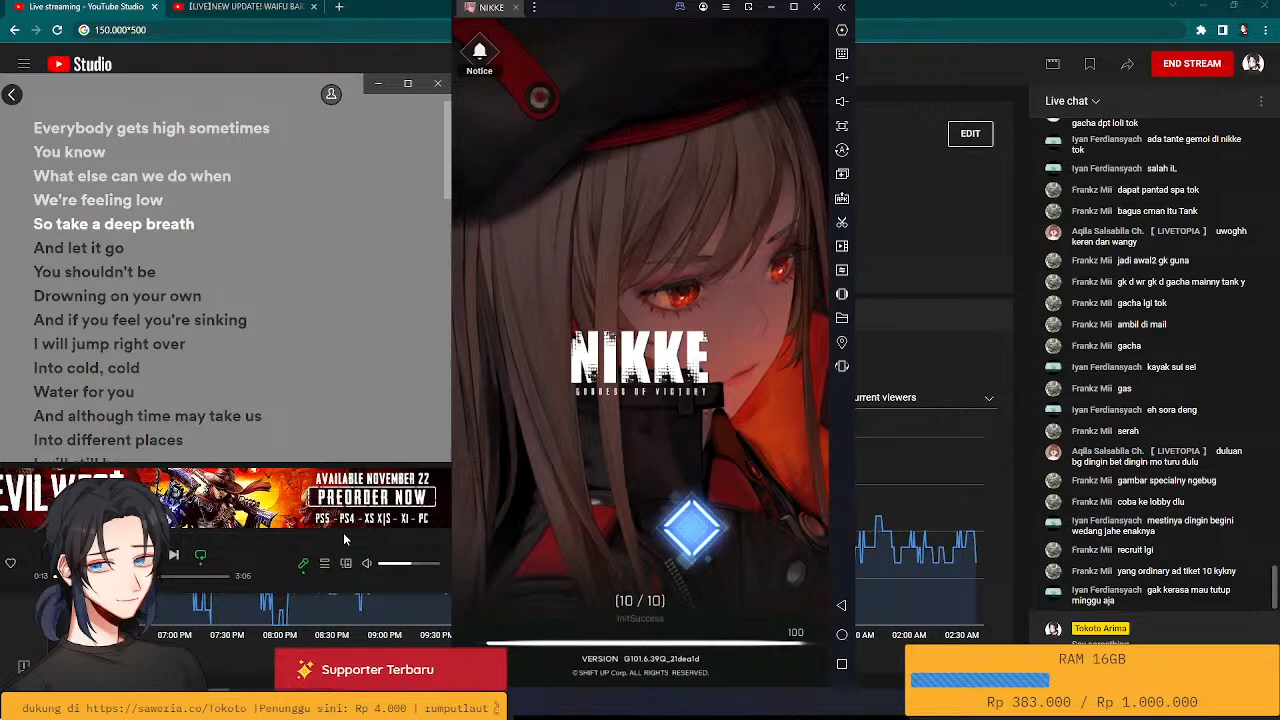 Live streaming - YouTube Studio
[LIVE]NEW UPDATE! WAIFU BAR
NIKKE
150.000*500
Studio
END STREAM
Notice
Live chat
EDIT
Everybody gets high sometimes
You know
What else can we do when
We're feeling low
So take a deep breath
And let it go
You shouldn't be
Drowning on your own
And if you feel you're sinking
I will jump right over
Into cold, cold
Water for you
And although time may take us
Into different places
I will still be
EVIL West
AVAILABLE NOVEMBER 22
PREORDER NOW
PS5 - PS4 - XS X|S - X1 - PC
0:13
3:06
07:00 PM
07:30 PM
08:00 PM
08:30 PM
09:00 PM
09:30 PM
NIKKE
GODDESS OF VICTORY
(10 / 10)
InitSuccess
100
VERSION G101.6.39Q_21dea1d
©SHIFT UP Corp. ALL RIGHTS RESERVED.
urrent viewers
0 AM
02:00 AM
02:30 AM
gacha dpt loli tok
Iyan Ferdiansyach ada tante gemoi di nikke
tok
Iyan Ferdiansyach salah it.
Frankz Mii dapat pantad spa tok
Frankz Mii bagus cman itu Tank
Aqila Salsabila Ch.【 LIVETOPIA 】 uwoghh
keren dan wangy
Frankz Mii jadi awal2 gk guna
Frankz Mii gk d wr gk d gacha mainny tank y
Frankz Mii gacha lgi tok
Frankz Mii ambil di mail
Frankz Mii gacha
Iyan Ferdiansyach kayak sul sei
Frankz Mii gas
Iyan Ferdiansyach eh sora deng
Frankz Mii serah
Aqila Salsabila Ch.【 LIVETOPIA 】 duluan
bg dingin bet dingin mo turu dulu
Frankz Mii gambar specialny ngebug
Frankz Mii coba ke lobby dlu
Iyan Ferdiansyach mestinya dingin begini
wedang jahe enaknya
Frankz Mii recruit lgi
Frankz Mii yang ordinary ad tiket 10 kykny
Iyan Ferdiansyach gak kerasa mau tutup
minggu aja
Tokoto Arima
Say something...
Supporter Terbaru
dukung di https://saweria.co/Tokoto |Penunggu sini: Rp 4.000 | rumputlaut
RAM 16GB
Rp 383.000 / Rp 1.000.000